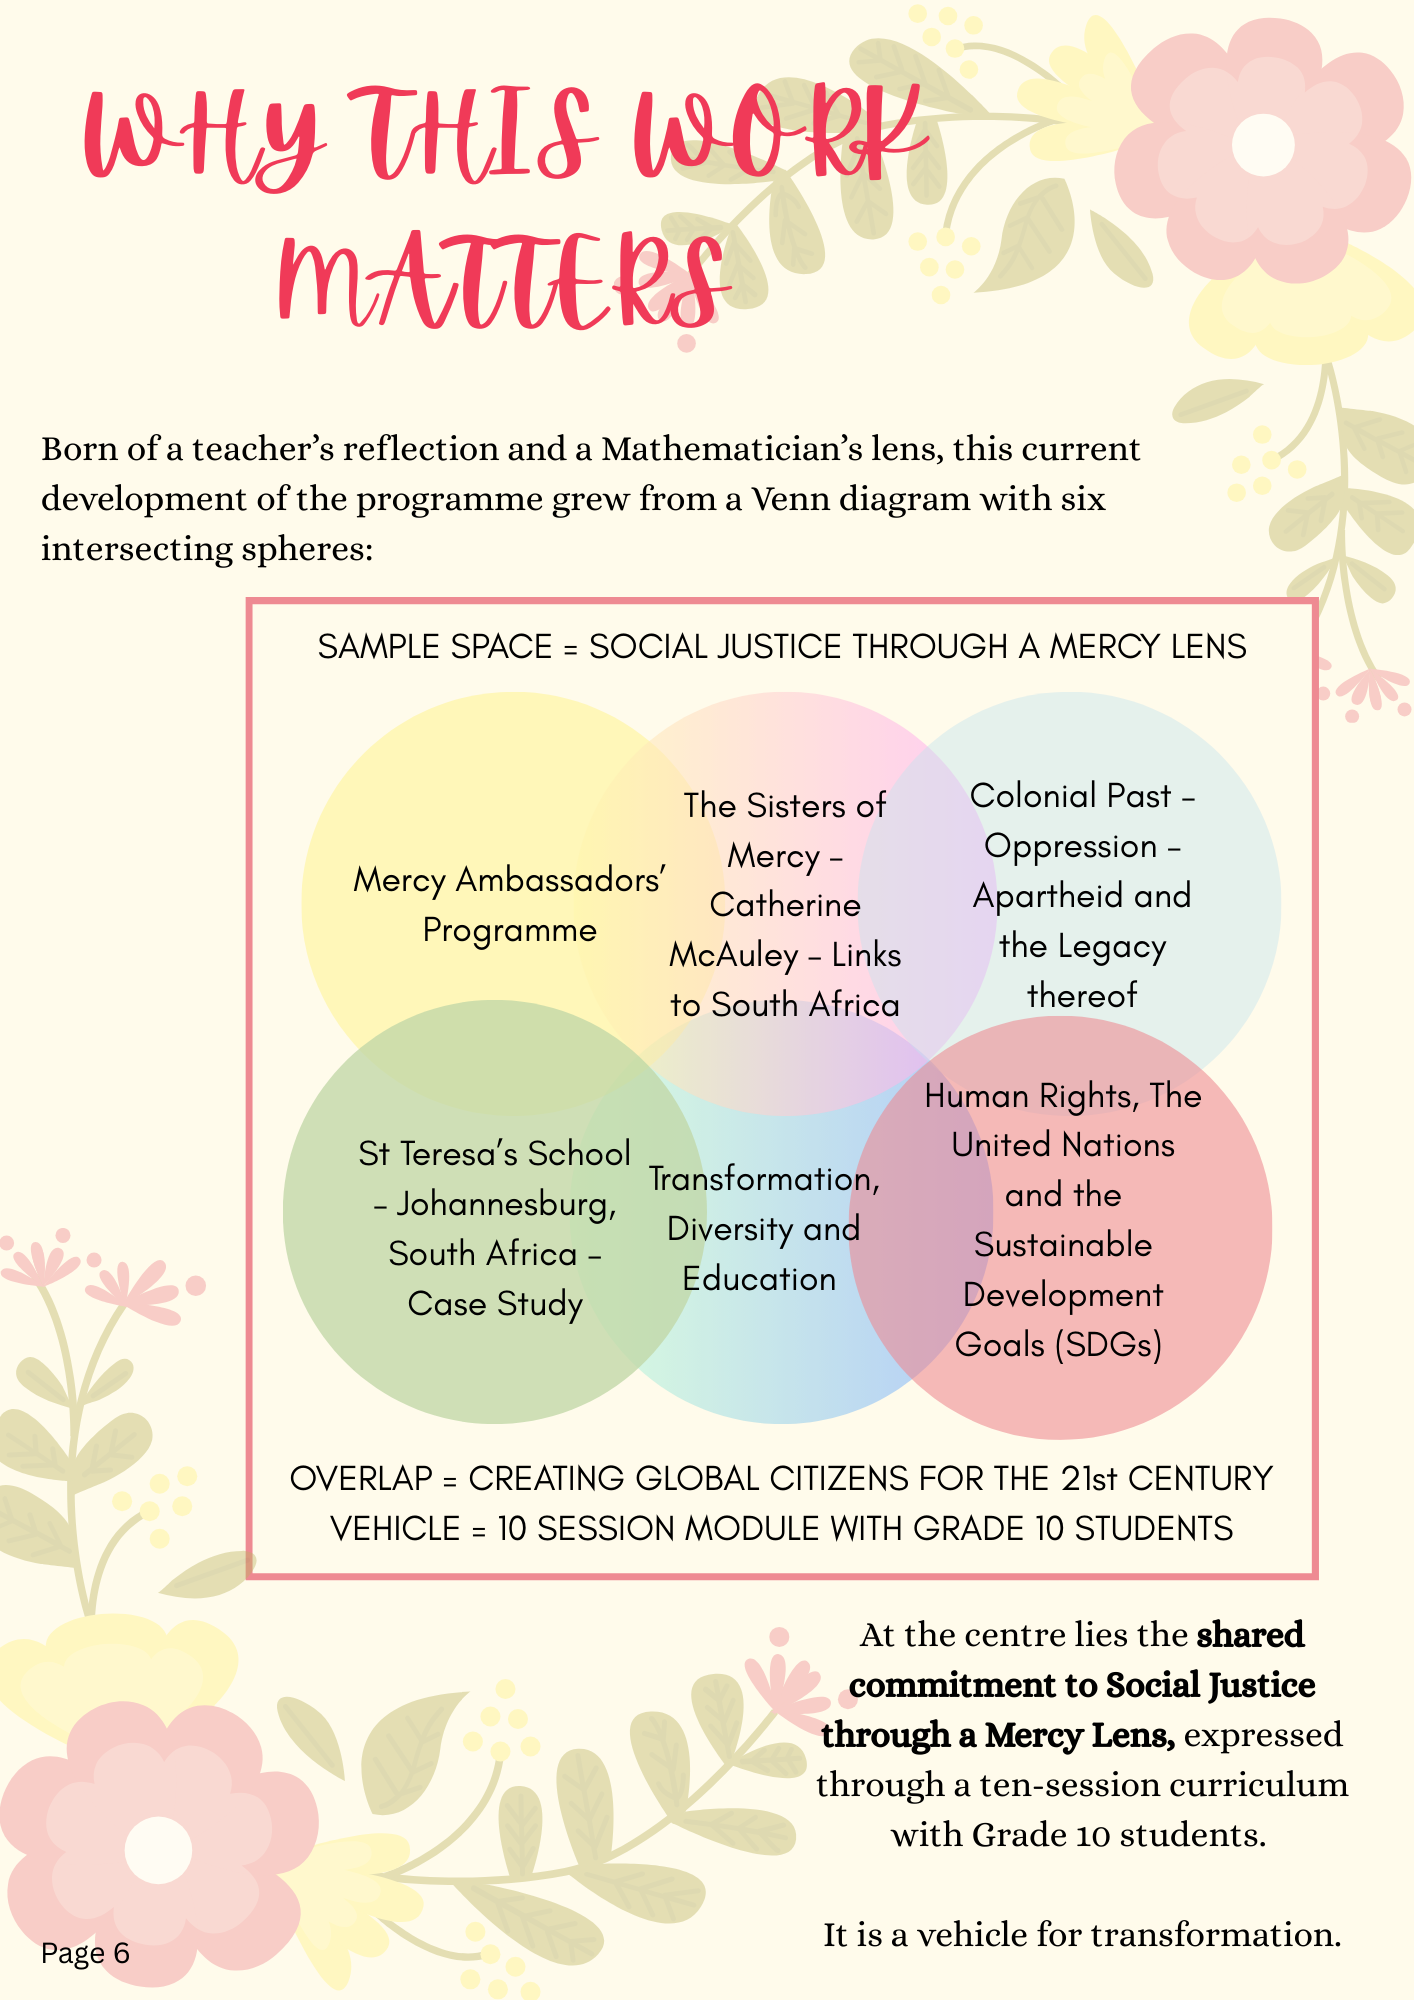 WHY THIS WORK
MATTERS
Born of a teacher’s reflection and a Mathematician’s lens, this current
development of the programme grew from a Venn diagram with six
intersecting spheres:
SAMPLE SPACE = SOCIAL JUSTICE THROUGH A MERCY LENS
Mercy Ambassadors’
Programme
The Sisters of
Mercy –
Catherine
McAuley – Links
to South Africa
Colonial Past –
Oppression –
Apartheid and
the Legacy
thereof
St Teresa’s School
– Johannesburg,
South Africa –
Case Study
Transformation,
Diversity and
Education
Human Rights, The
United Nations
and the
Sustainable
Development
Goals (SDGs)
OVERLAP = CREATING GLOBAL CITIZENS FOR THE 21st CENTURY
VEHICLE = 10 SESSION MODULE WITH GRADE 10 STUDENTS
At the centre lies the shared
commitment to Social Justice
through a Mercy Lens, expressed
through a ten-session curriculum
with Grade 10 students.
It is a vehicle for transformation.
Page 6